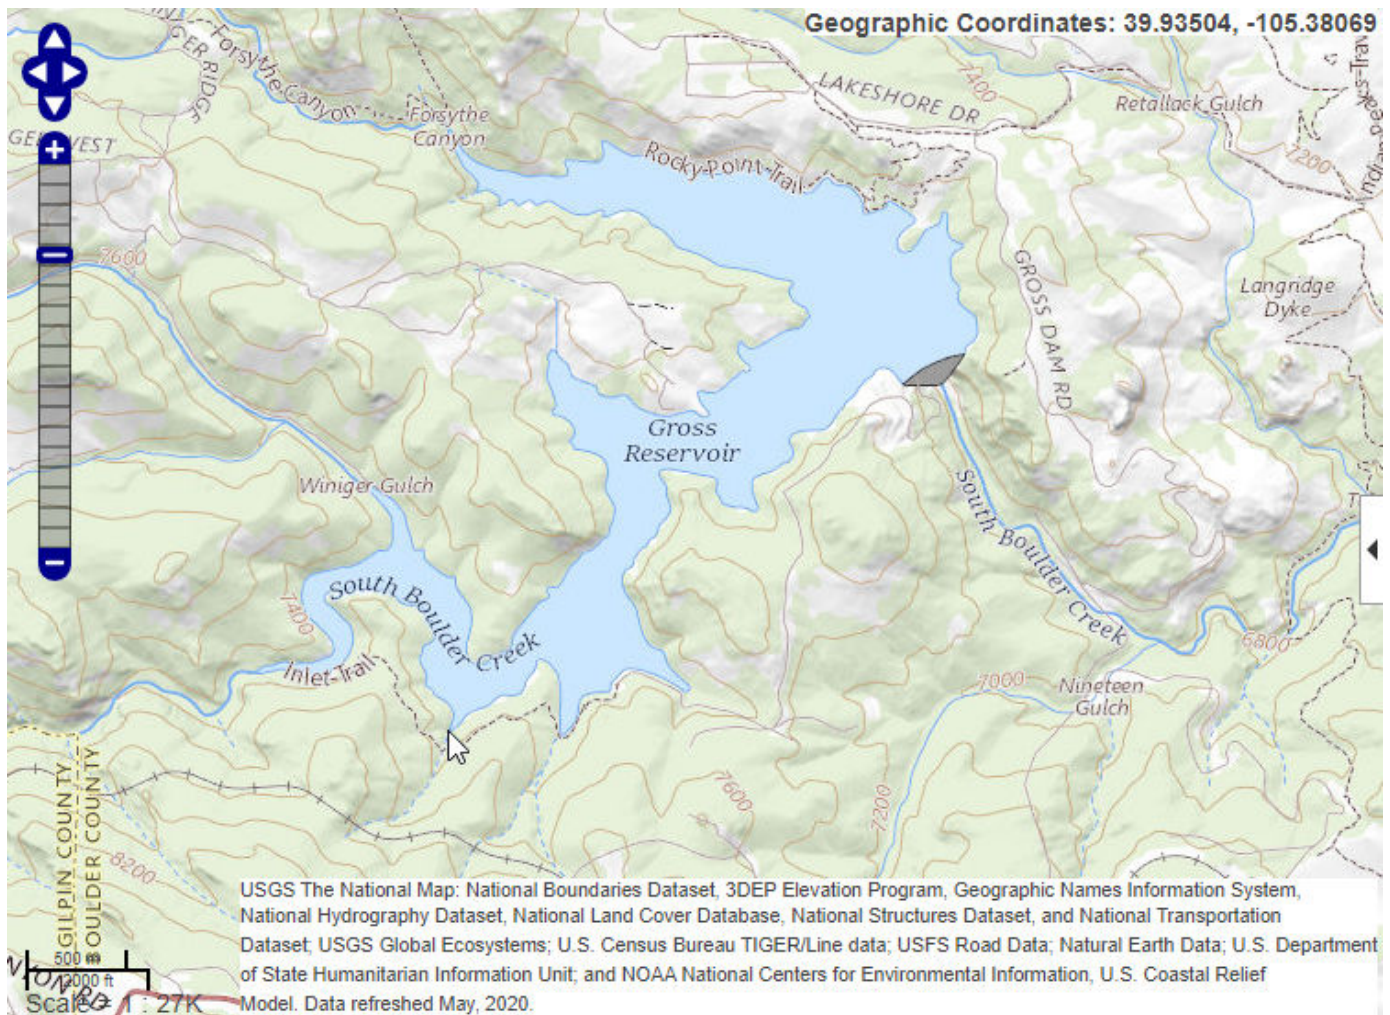 Geographic Coordinates: 39.93504, -105.38069
RIDGE
Forsythe Canyon
Forsythe
Canyon
LAKESHORE DR
7400
Retallack Gulch
7200
WEST
Rocky Point Trail
7600
GROSS DAM RD
Langridge
Dyke
Gross
Reservoir
Winiger Gulch
South Boulder Creek
7400
South Boulder Creek
Inlet Trail
6800
7000
Nineteen
Gulch
7600
7200
GILPIN COUNTY
BOULDER COUNTY
8200
500 m
2000 ft
Scale = 1 : 27K
USGS The National Map: National Boundaries Dataset, 3DEP Elevation Program, Geographic Names Information System,
National Hydrography Dataset, National Land Cover Database, National Structures Dataset, and National Transportation
Dataset; USGS Global Ecosystems; U.S. Census Bureau TIGER/Line data; USFS Road Data; Natural Earth Data; U.S. Department
of State Humanitarian Information Unit; and NOAA National Centers for Environmental Information, U.S. Coastal Relief
Model. Data refreshed May, 2020.